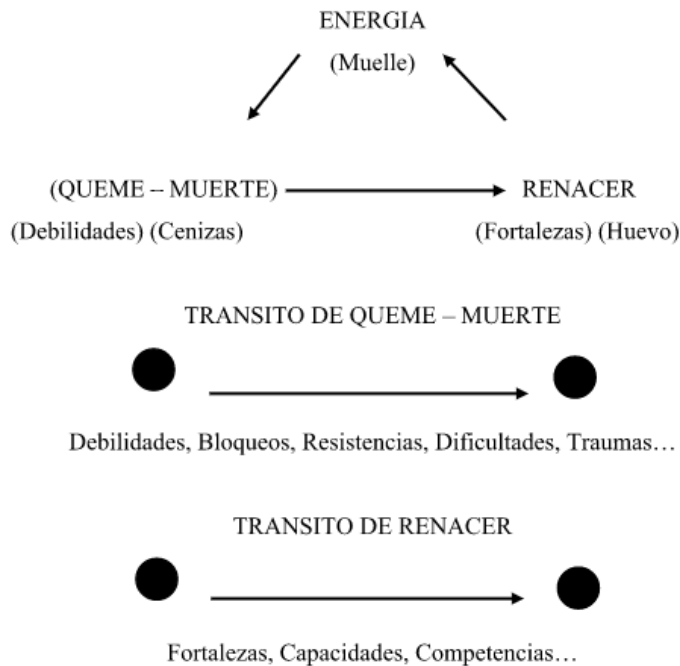 ENERGIA
(Muelle)
(QUEME – MUERTE) RENACER
(Debilidades) (Cenizas) (Fortalezas) (Huevo)
TRANSITO DE QUEME – MUERTE
Debilidades, Bloqueos, Resistencias, Dificultades, Traumas…
TRANSITO DE RENACER
Fortalezas, Capacidades, Competencias…